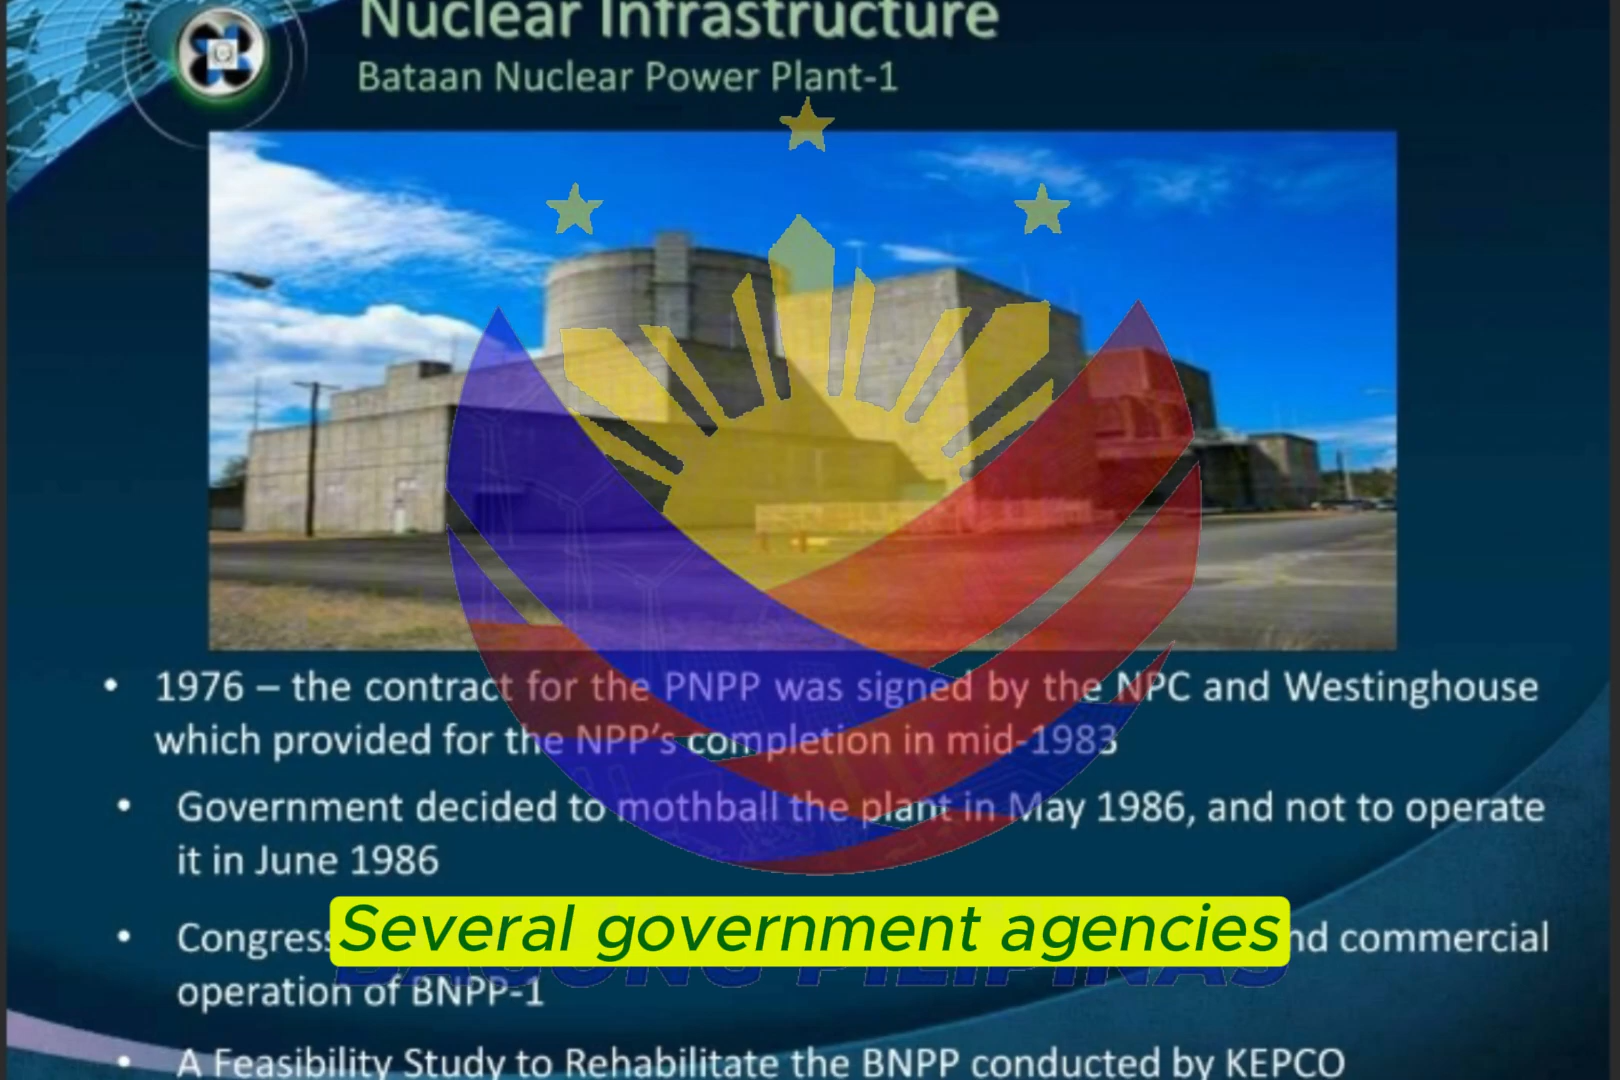 Nuclear Infrastructure
Bataan Nuclear Power Plant-1
• 1976 – the contract for the PNPP was signed by the NPC and Westinghouse
which provided for the NPP's completion in mid-1983
• Government decided to mothball the plant in May 1986, and not to operate
it in June 1986
• Congress
Several government agencies
nd commercial
BAGONG PILIPINAS
operation of BNPP-1
• A Feasibility Study to Rehabilitate the BNPP conducted by KEPCO